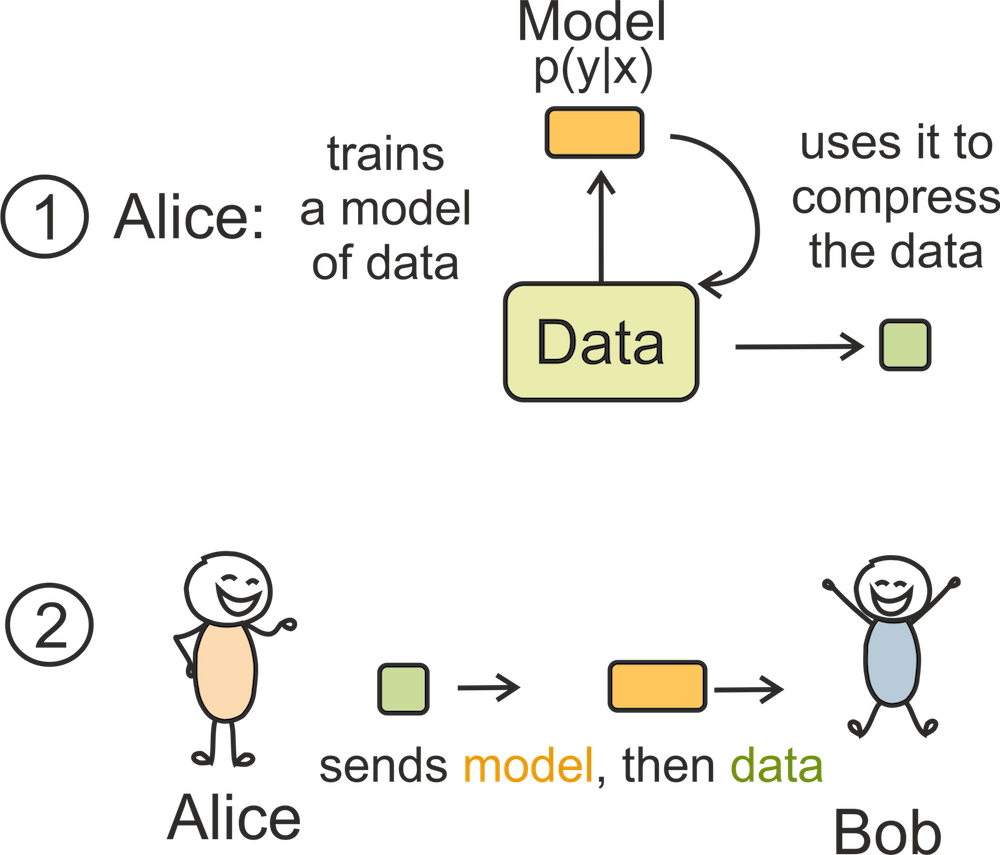 Model
p(y|x)
trains
a model
of data
uses it to
compress
the data
1 Alice:
Data
2
sends model, then data
Alice
Bob